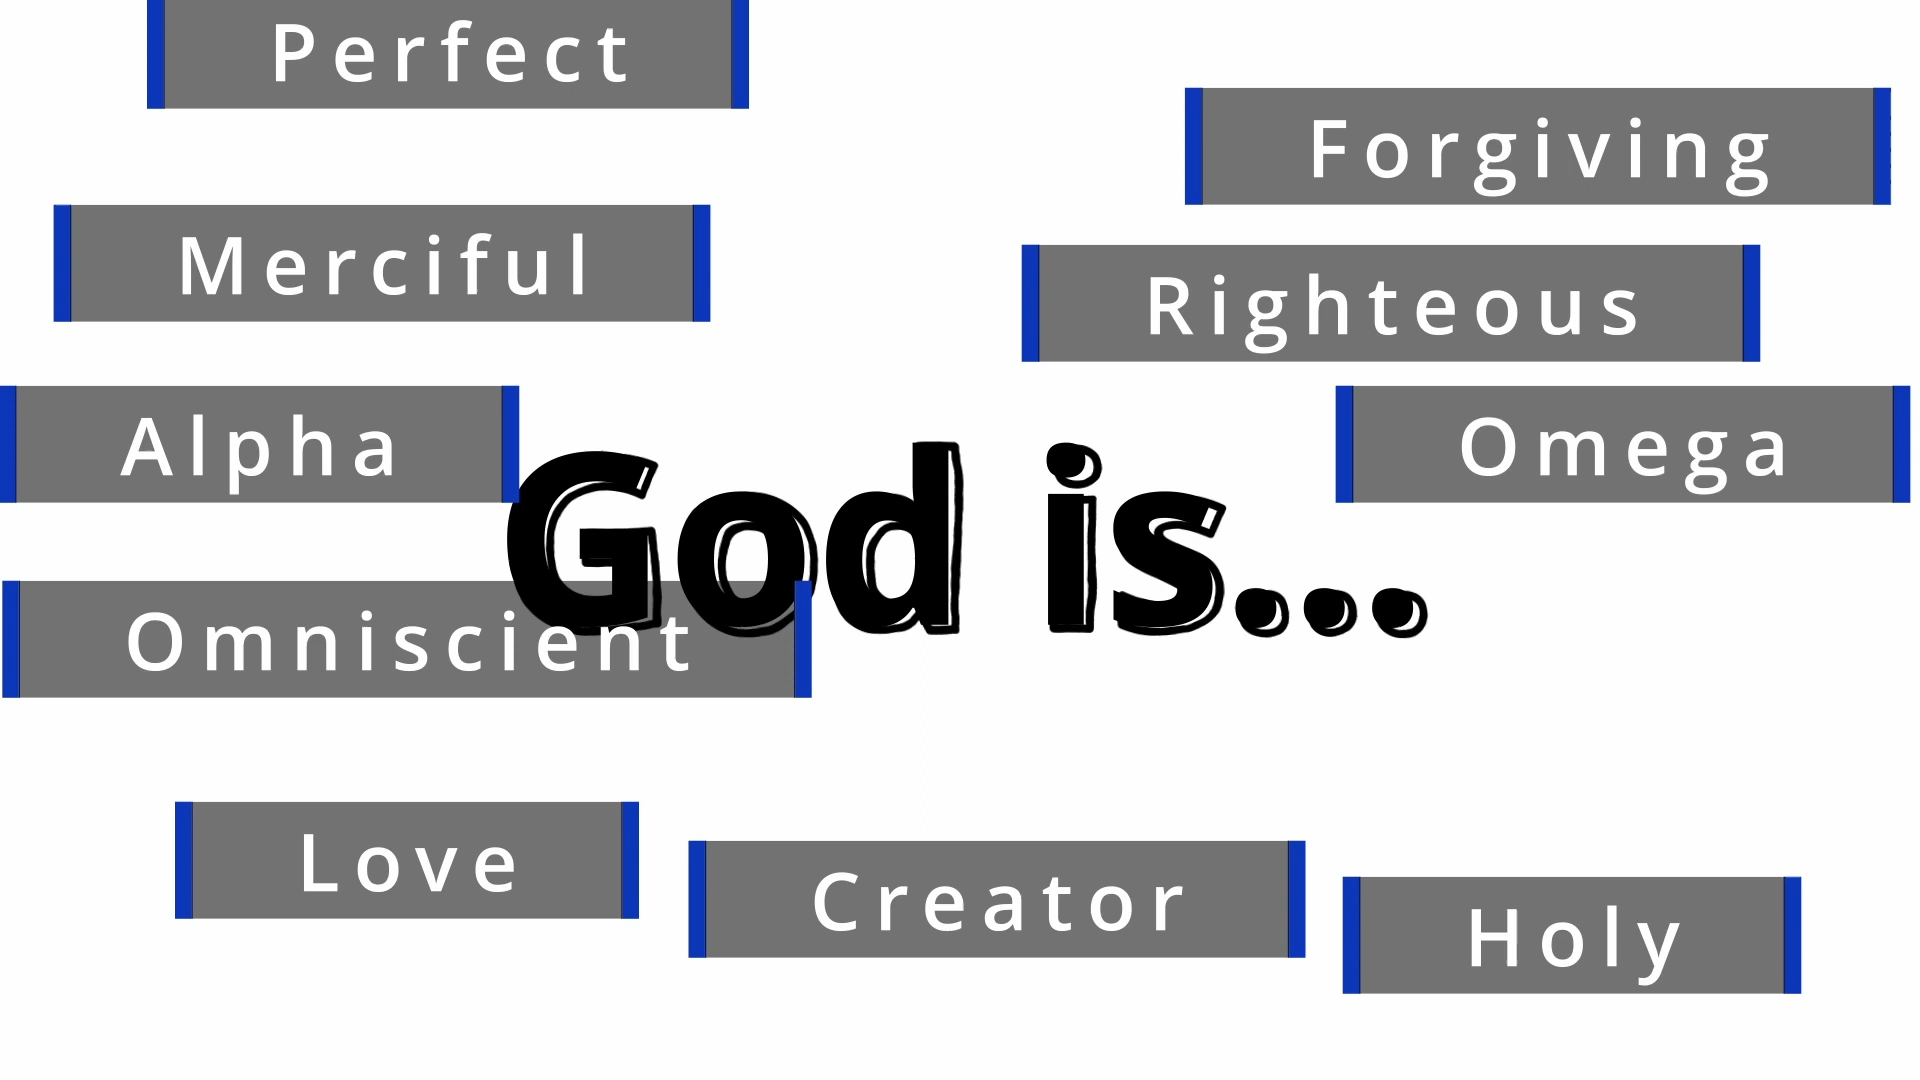 Perfect
Forgiving
Merciful
Righteous
Alpha
Omega
God is...
Omniscient
Love
Creator
Holy